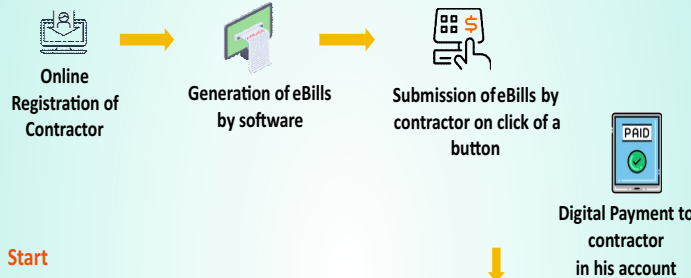 Online
Registration of
Contractor
Generation of eBills
by software
Submission of eBills by
contractor on click of a
button
PAID
Digital Payment to
contractor
in his account
Start